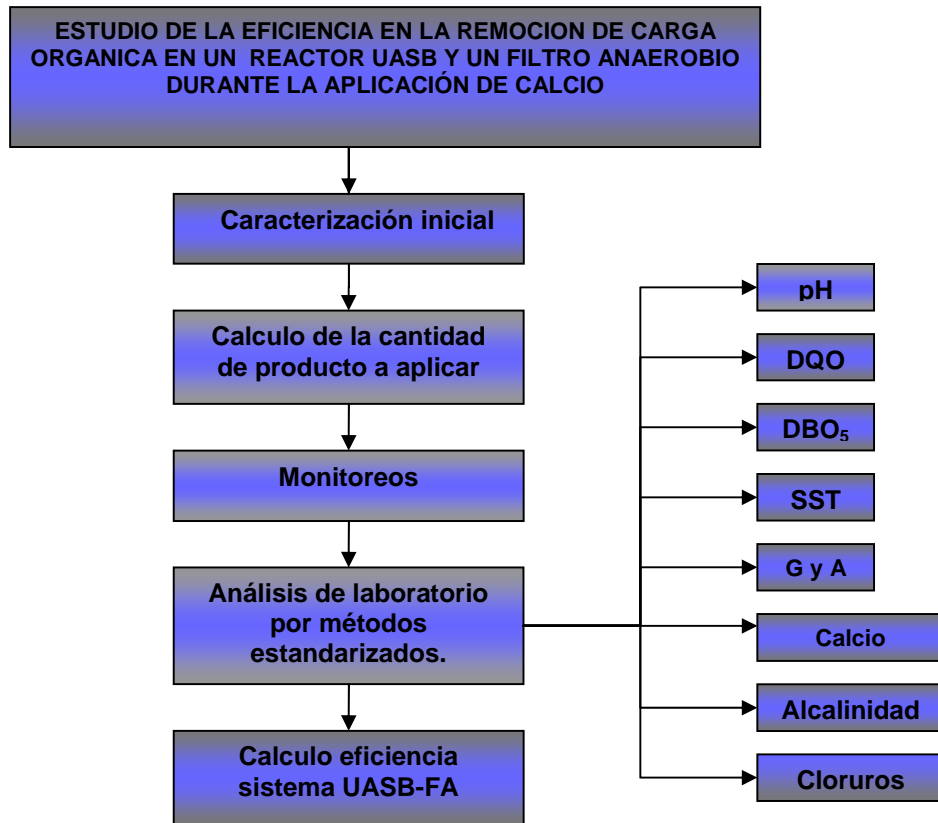 ESTUDIO DE LA EFICIENCIA EN LA REMOCION DE CARGA
ORGANICA EN UN REACTOR UASB Y UN FILTRO ANAEROBIO
DURANTE LA APLICACIÓN DE CALCIO
Caracterización inicial
Calculo de la cantidad
de producto a aplicar
Monitoreos
Análisis de laboratorio
por métodos
estandarizados.
Calculo eficiencia
sistema UASB-FA
pH
DQO
DBO₅
SST
G y A
Calcio
Alcalinidad
Cloruros